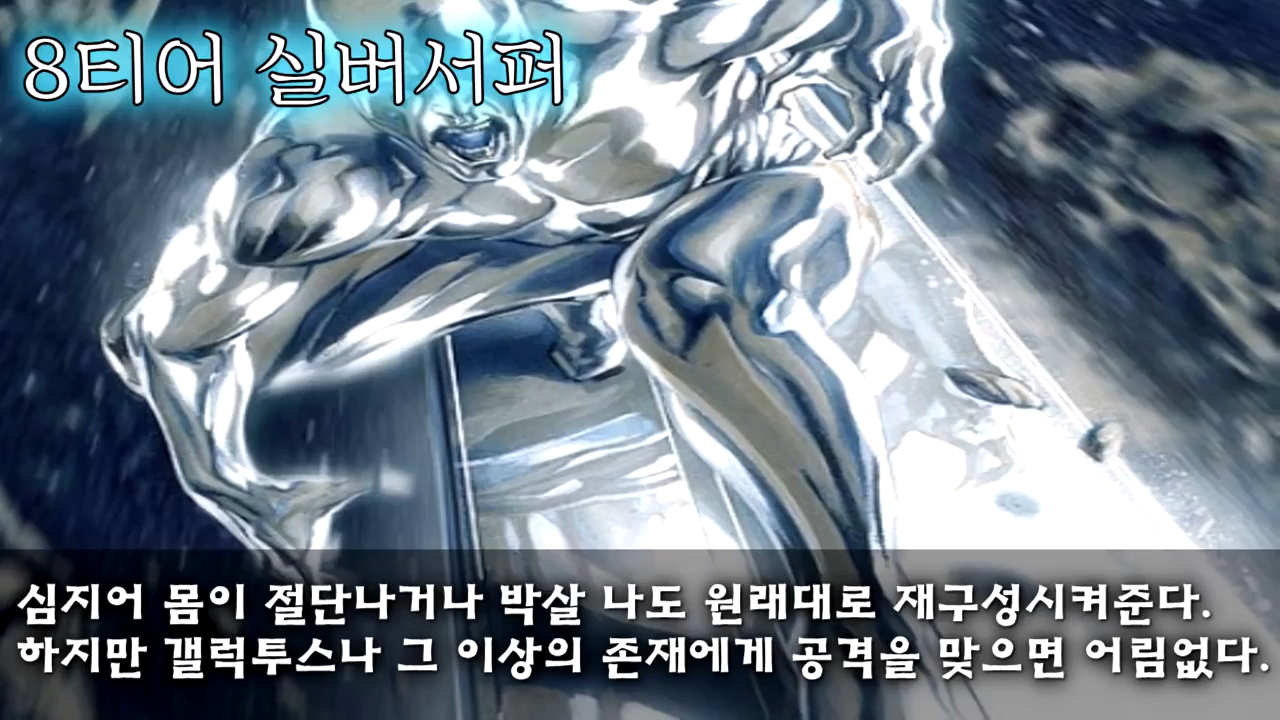 8티어 실버서퍼
심지어 몸이 절단나거나 박살 나도 원래대로 재구성시켜준다.
하지만 갤럭투스나 그 이상의 존재에게 공격을 맞으면 어림없다.